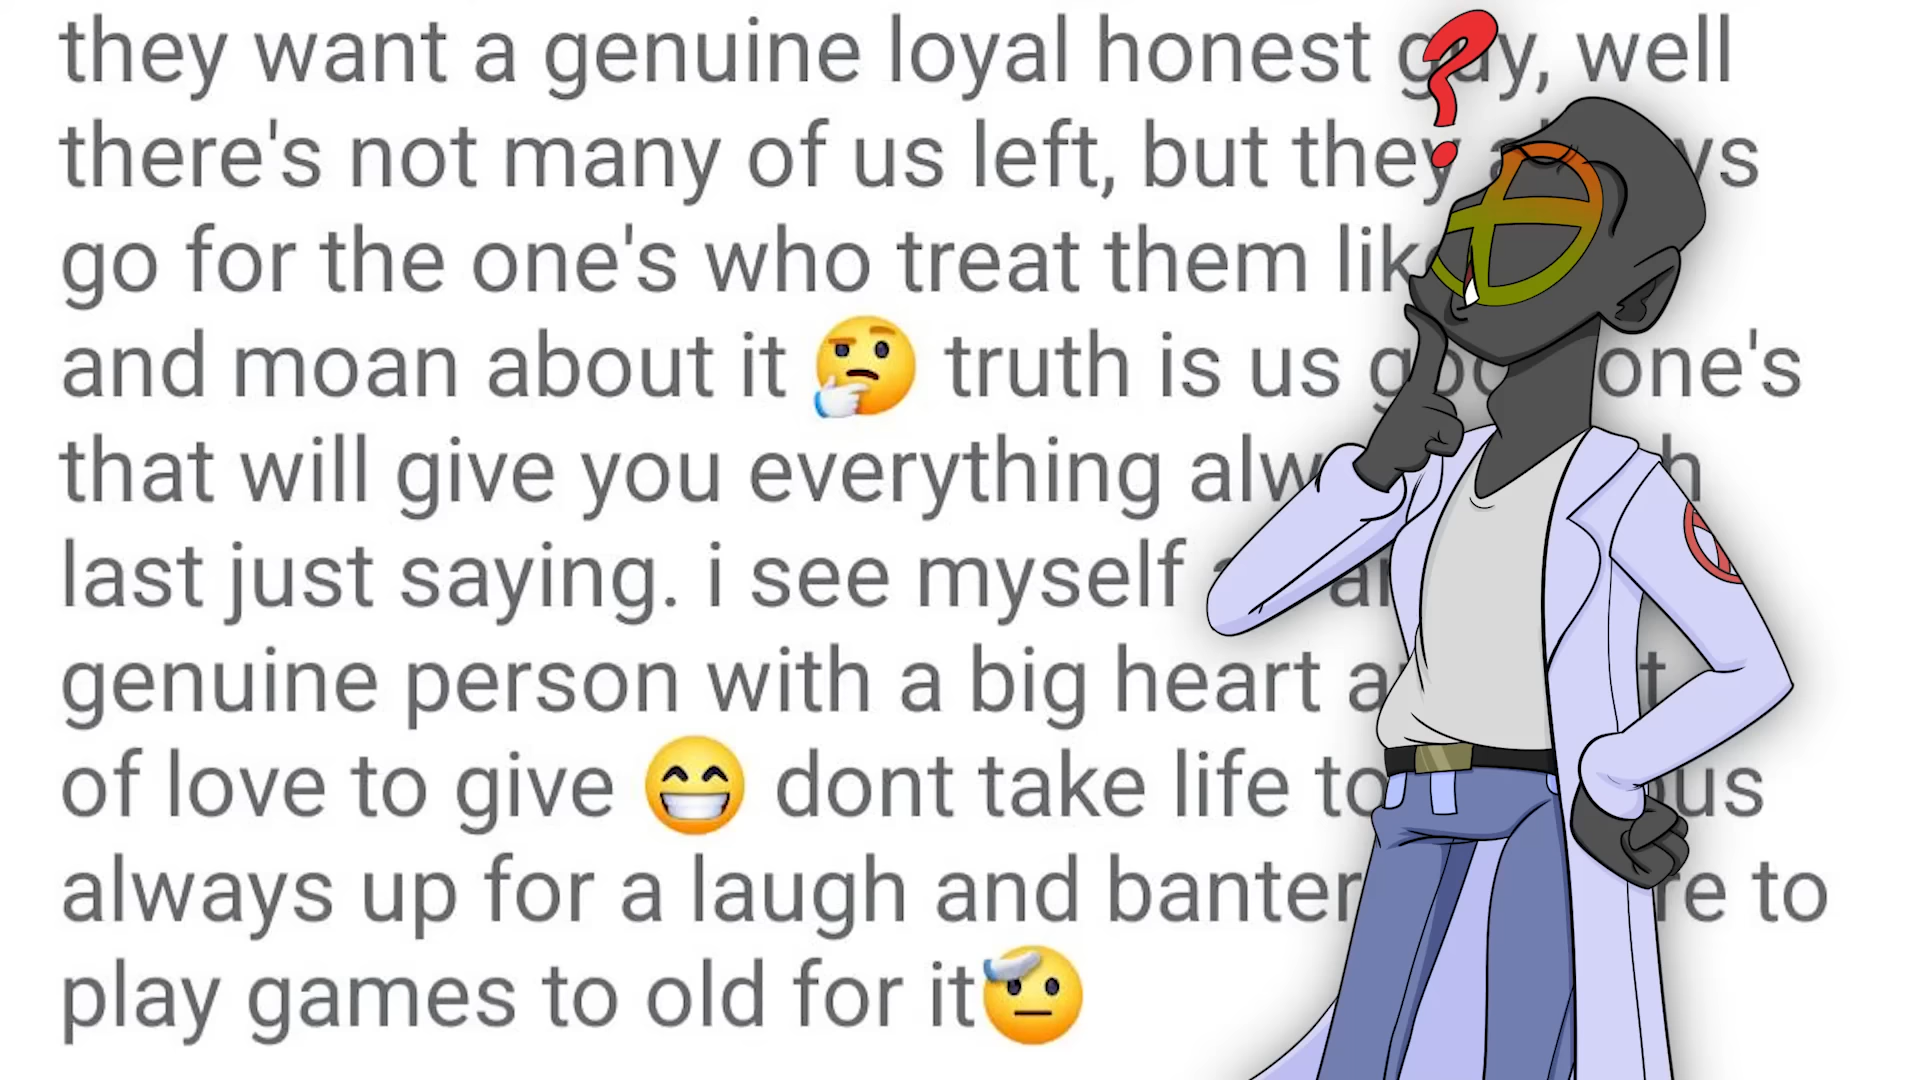 they want a genuine loyal honest guy, well
there's not many of us left, but they always
go for the one's who treat them
and moan about it 🤔 truth is us good one's
that will give you everything
last just saying. i see myself
genuine person with a big heart
of love to give 😁 dont take life
always up for a laugh and banter to
play games to old for it🫡
?